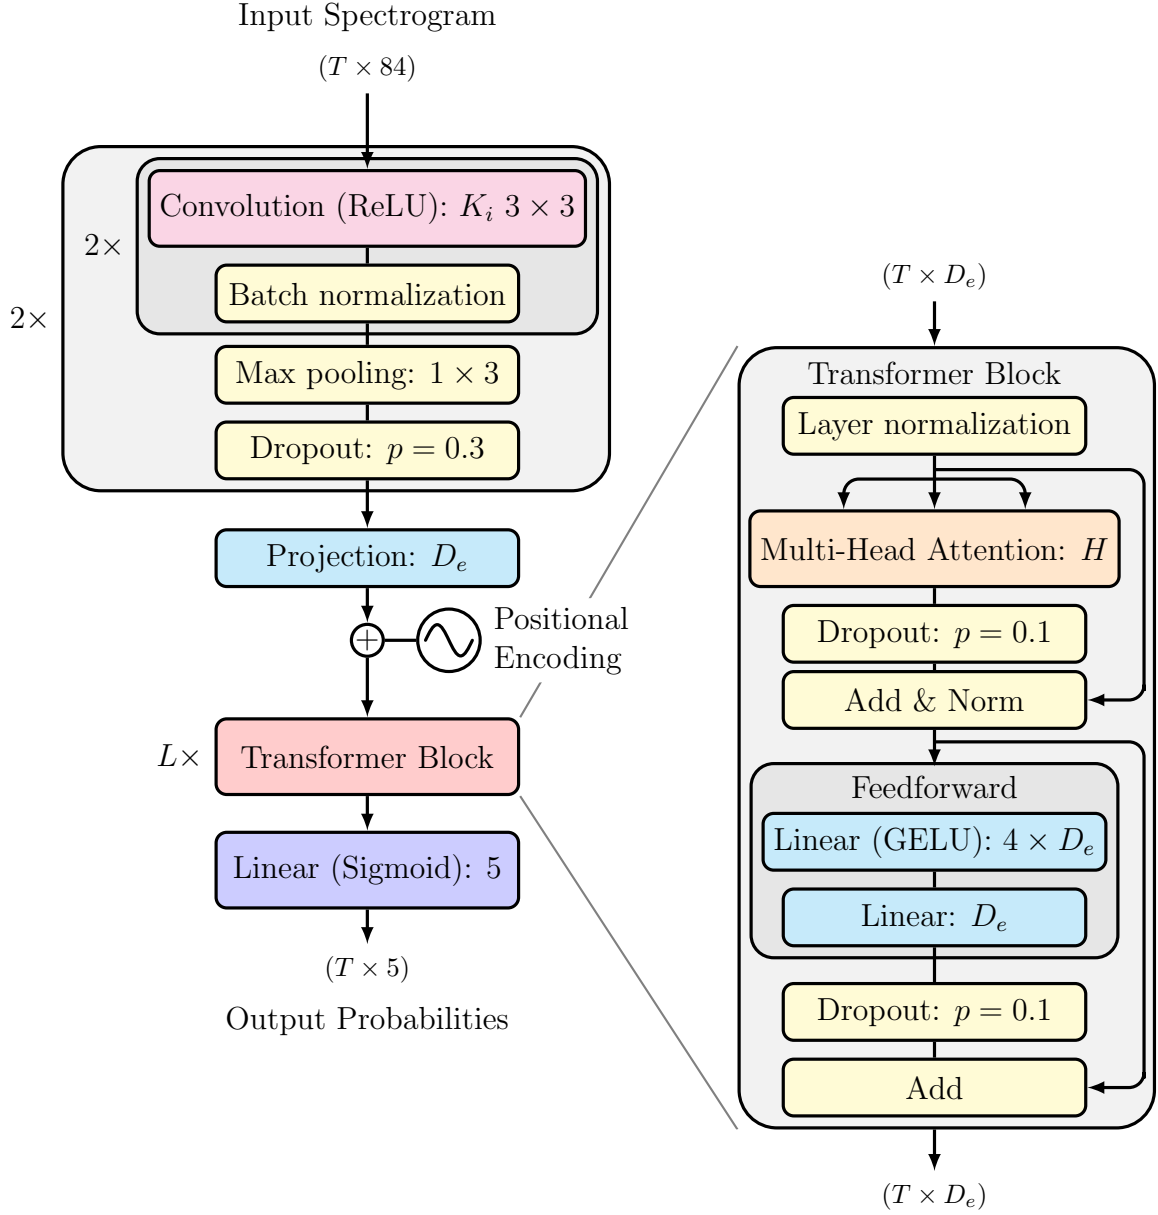 Input Spectrogram
(T × 84)
2×
2×
Convolution (ReLU): K_i 3 × 3
Batch normalization
Max pooling: 1 × 3
Dropout: p = 0.3
Projection: D_e
+
Positional
Encoding
L×
Transformer Block
Linear (Sigmoid): 5
(T × 5)
Output Probabilities
(T × D_e)
Transformer Block
Layer normalization
Multi-Head Attention: H
Dropout: p = 0.1
Add & Norm
Feedforward
Linear (GELU): 4 × D_e
Linear: D_e
Dropout: p = 0.1
Add
(T × D_e)